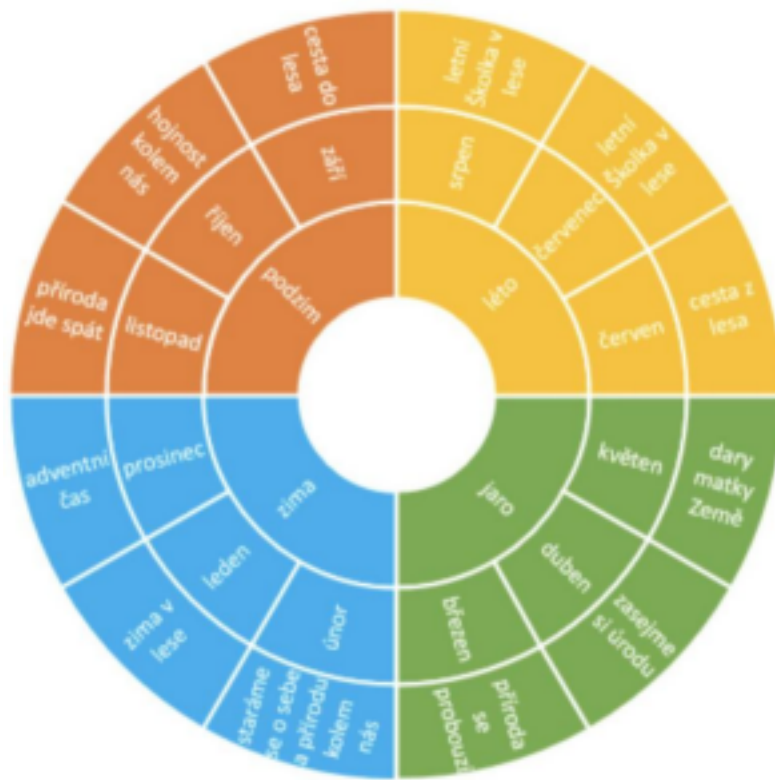 cesta do
lesa
letní
Školka v
lese
hojnost
kolem
nás
září
srpen
letní
Školka v
lese
říjen
červenec
příroda
jde spát
listopad
podzim
léto
červen
cesta z
lesa
adventní
čas
prosinec
zima
jaro
květen
dary
matky
Země
leden
duben
zima v
lese
únor
březen
zasejme
si úrodu
staráme
se o sebe
a přírodu
kolem
nás
příroda
se
probouzí